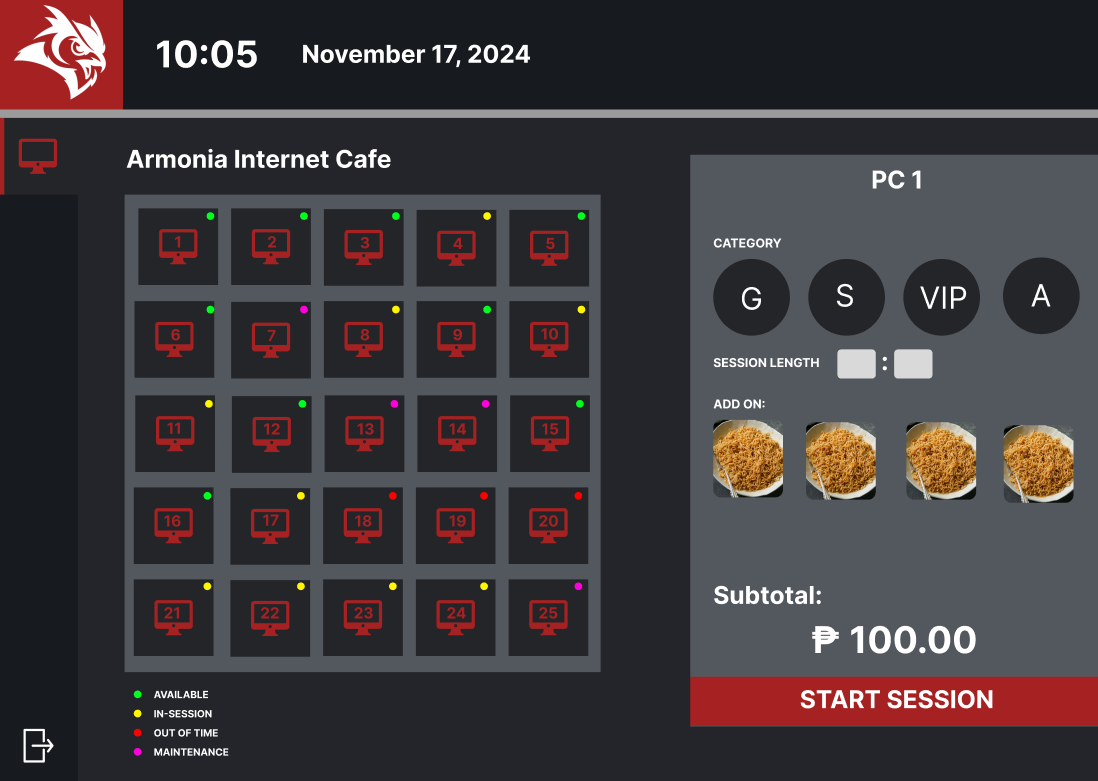 10:05
November 17, 2024
Armonia Internet Cafe
1 2 3 4 5
6 7 8 9 10
11 12 13 14 15
16 17 18 19 20
21 22 23 24 25
AVAILABLE
IN-SESSION
OUT OF TIME
MAINTENANCE
PC 1
CATEGORY
G S VIP A
SESSION LENGTH :
ADD ON:
Subtotal:
₱ 100.00
START SESSION